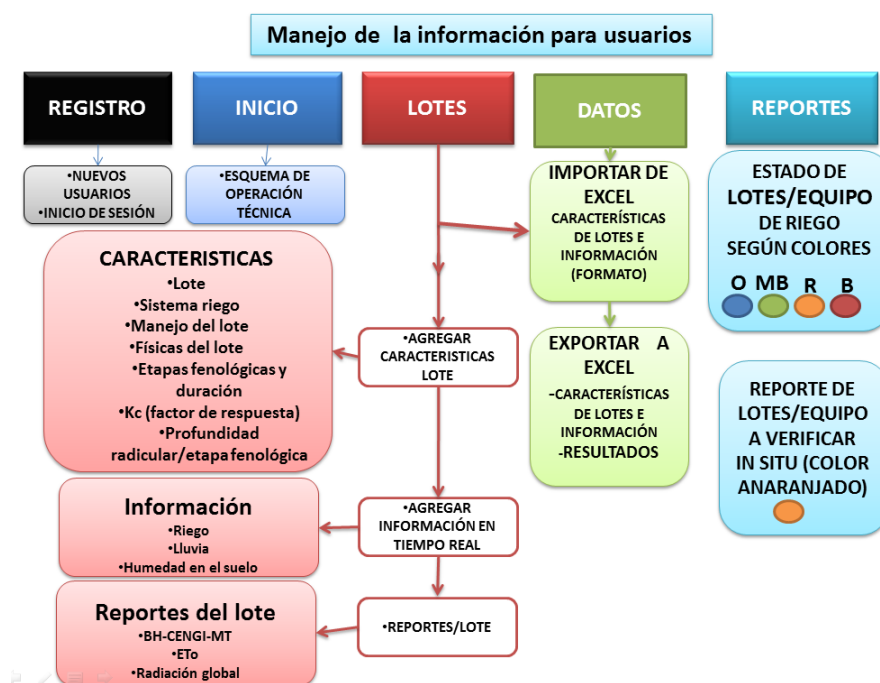 Manejo de la información para usuarios
REGISTRO
INICIO
LOTES
DATOS
REPORTES
•NUEVOS
USUARIOS
•INICIO DE SESIÓN
•ESQUEMA DE
OPERACIÓN
TÉCNICA
IMPORTAR DE
EXCEL
CARACTERÍSTICAS
DE LOTES E
INFORMACIÓN
(FORMATO)
ESTADO DE
LOTES/EQUIPO
DE RIEGO
SEGÚN COLORES
O MB R B
CARACTERISTICAS
•Lote
•Sistema riego
•Manejo del lote
•Físicas del lote
•Etapas fenológicas y
duración
•Kc (factor de respuesta)
•Profundidad
radicular/etapa fenológica
•AGREGAR
CARACTERISTICAS
LOTE
EXPORTAR A
EXCEL
-CARACTERÍSTICAS
DE LOTES E
INFORMACIÓN
-RESULTADOS
REPORTE DE
LOTES/EQUIPO
A VERIFICAR
IN SITU (COLOR
ANARANJADO)
Información
•Riego
•Lluvia
•Humedad en el suelo
•AGREGAR
INFORMACIÓN EN
TIEMPO REAL
Reportes del lote
•BH-CENGI-MT
•ETo
•Radiación global
•REPORTES/LOTE